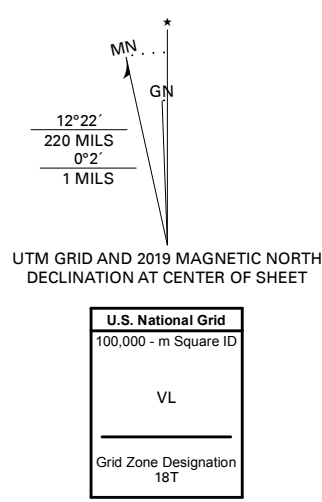 ★
MN
GN
12°22´
220 MILS
0°2´
1 MILS
UTM GRID AND 2019 MAGNETIC NORTH
DECLINATION AT CENTER OF SHEET
U.S. National Grid
100,000 - m Square ID
VL
Grid Zone Designation
18T